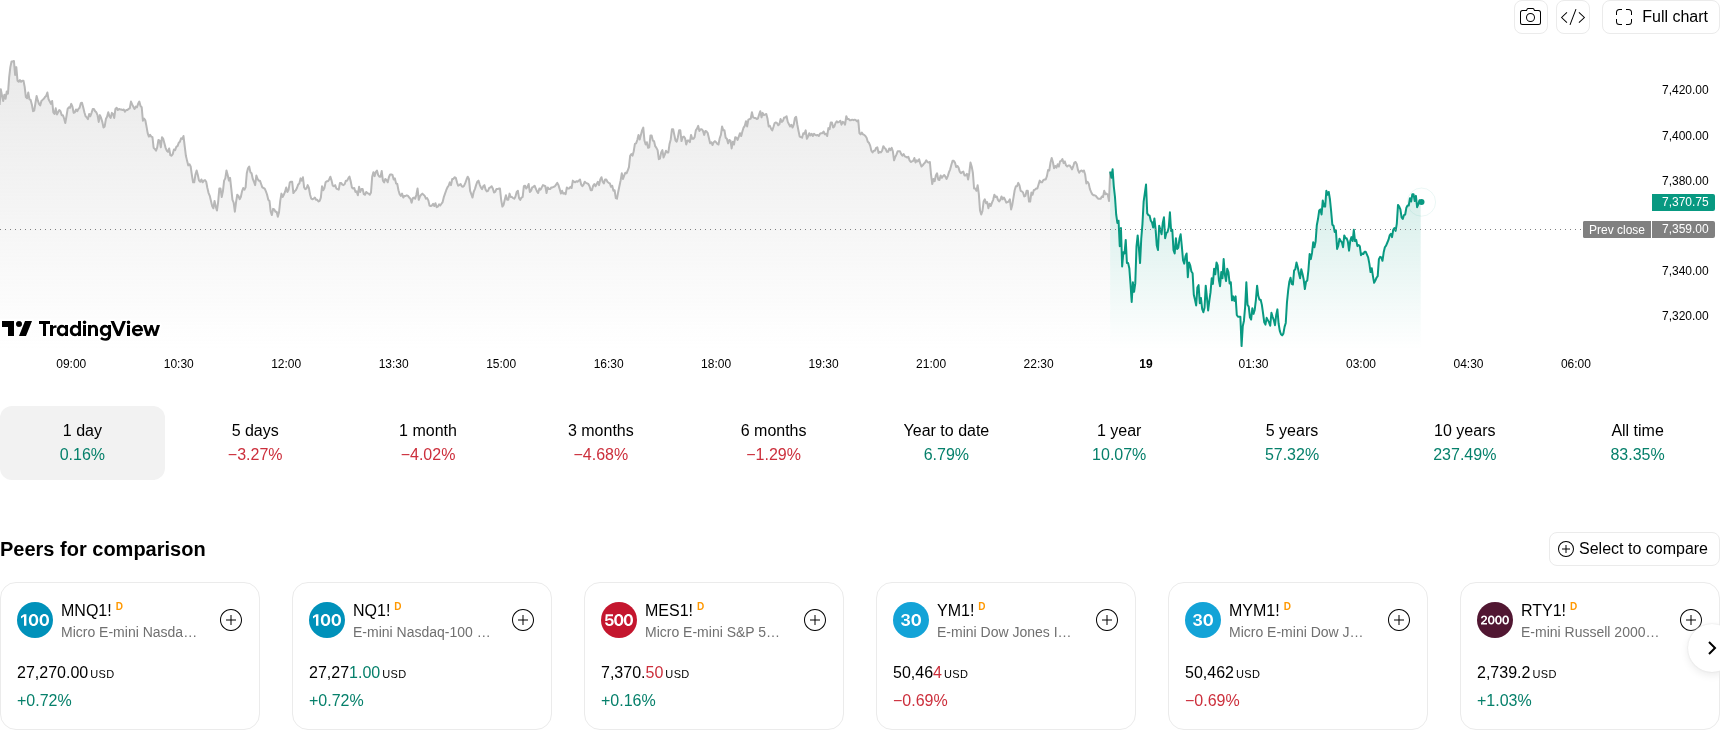 Full chart
7,420.00
7,400.00
7,380.00
7,370.75
Prev close 7,359.00
7,340.00
7,320.00
TradingView
09:00 10:30 12:00 13:30 15:00 16:30 18:00 19:30 21:00 22:30 19 01:30 03:00 04:30 06:00
1 day 5 days 1 month 3 months 6 months Year to date 1 year 5 years 10 years All time
0.16% −3.27% −4.02% −4.68% −1.29% 6.79% 10.07% 57.32% 237.49% 83.35%
Peers for comparison
Select to compare
100 MNQ1! D
Micro E-mini Nasda…
27,270.00 USD
+0.72%
100 NQ1! D
E-mini Nasdaq-100 …
27,271.00 USD
+0.72%
500 MES1! D
Micro E-mini S&P 5…
7,370.50 USD
+0.16%
30 YM1! D
E-mini Dow Jones I…
50,464 USD
−0.69%
30 MYM1! D
Micro E-mini Dow J…
50,462 USD
−0.69%
2000 RTY1! D
E-mini Russell 2000…
2,739.2 USD
+1.03%